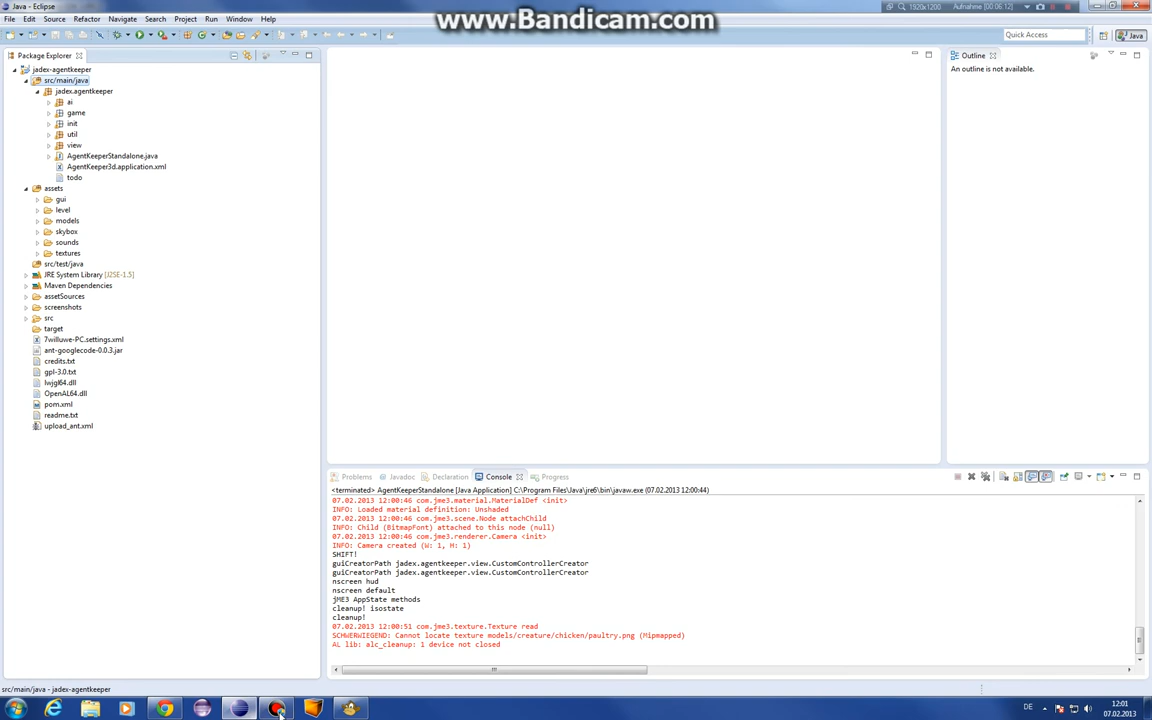 Java - Eclipse
www.Bandicam.com
1920x1200 Aufnahme [00:06:12]
File Edit Source Refactor Navigate Search Project Run Window Help
Quick Access
Java
Package Explorer
jadex-agentkeeper
src/main/java
jadex.agentkeeper
ai
game
init
util
view
AgentKeeperStandalone.java
AgentKeeper3d.application.xml
todo
assets
gui
level
models
skybox
sounds
textures
src/test/java
JRE System Library [J2SE-1.5]
Maven Dependencies
assetSources
screenshots
src
target
7willuwe-PC.settings.xml
ant-googlecode-0.0.3.jar
credits.txt
gpl-3.0.txt
lwjgl64.dll
OpenAL64.dll
pom.xml
readme.txt
upload_ant.xml
Outline
An outline is not available.
Problems Javadoc Declaration Console Progress
<terminated> AgentKeeperStandalone [Java Application] C:\Program Files\Java\jre6\bin\javaw.exe (07.02.2013 12:00:44)
07.02.2013 12:00:46 com.jme3.material.MaterialDef <init>
INFO: Loaded material definition: Unshaded
07.02.2013 12:00:46 com.jme3.scene.Node attachChild
INFO: Child (BitmapFont) attached to this node (null)
07.02.2013 12:00:46 com.jme3.renderer.Camera <init>
INFO: Camera created (W: 1, H: 1)
SHIFT!
guiCreatorPath jadex.agentkeeper.view.CustomControllerCreator
guiCreatorPath jadex.agentkeeper.view.CustomControllerCreator
nscreen hud
nscreen default
jME3 AppState methods
cleanup! isostate
cleanup!
07.02.2013 12:00:51 com.jme3.texture.Texture read
SCHWERWIEGEND: Cannot locate texture models/creature/chicken/paultry.png (Mipmapped)
AL lib: alc_cleanup: 1 device not closed
src/main/java - jadex-agentkeeper
DE
12:01
07.02.2013